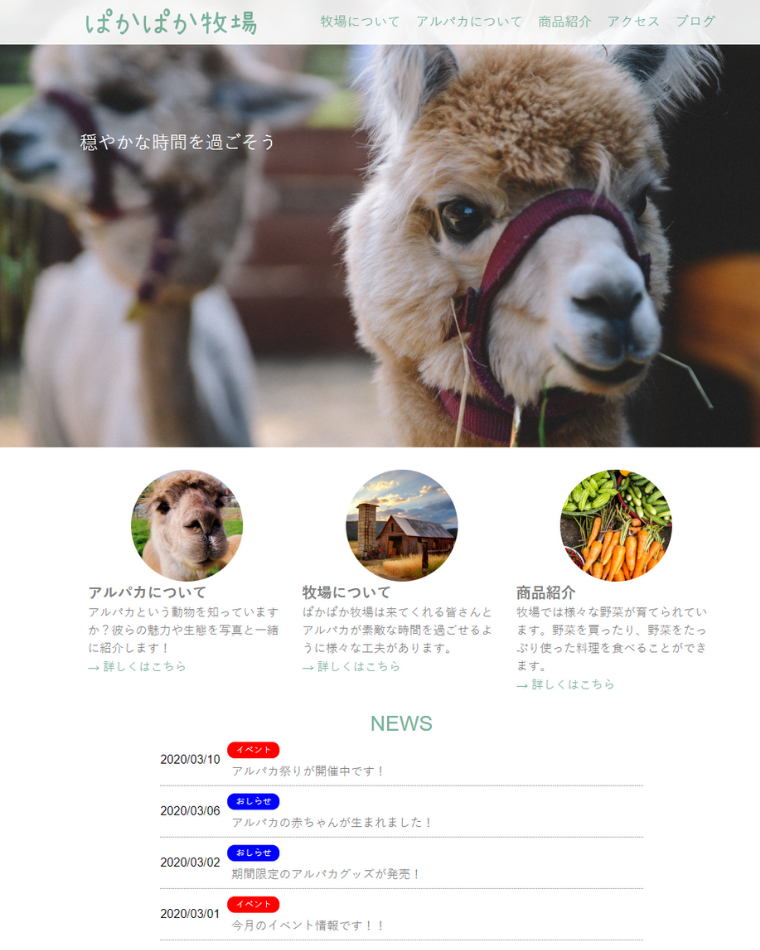 ぱかぱか牧場
牧場について アルパカについて 商品紹介 アクセス ブログ
穏やかな時間を過ごそう
アルパカについて
アルパカという動物を知っています
か？彼らの魅力や生態を写真と一緒
に紹介します！
→ 詳しくはこちら
牧場について
ぱかぱか牧場は来てくれる皆さんと
アルパカが素敵な時間を過ごせるよ
うに様々な工夫があります。
→ 詳しくはこちら
商品紹介
牧場では様々な野菜が育てられてい
ます。野菜を買ったり、野菜をたっ
ぷり使った料理を食べることができ
ます。
→ 詳しくはこちら
NEWS
2020/03/10 イベント
アルパカ祭りが開催中です！
2020/03/06 おしらせ
アルパカの赤ちゃんが生まれました！
2020/03/02 おしらせ
期間限定のアルパカグッズが発売！
2020/03/01 イベント
今月のイベント情報です！！